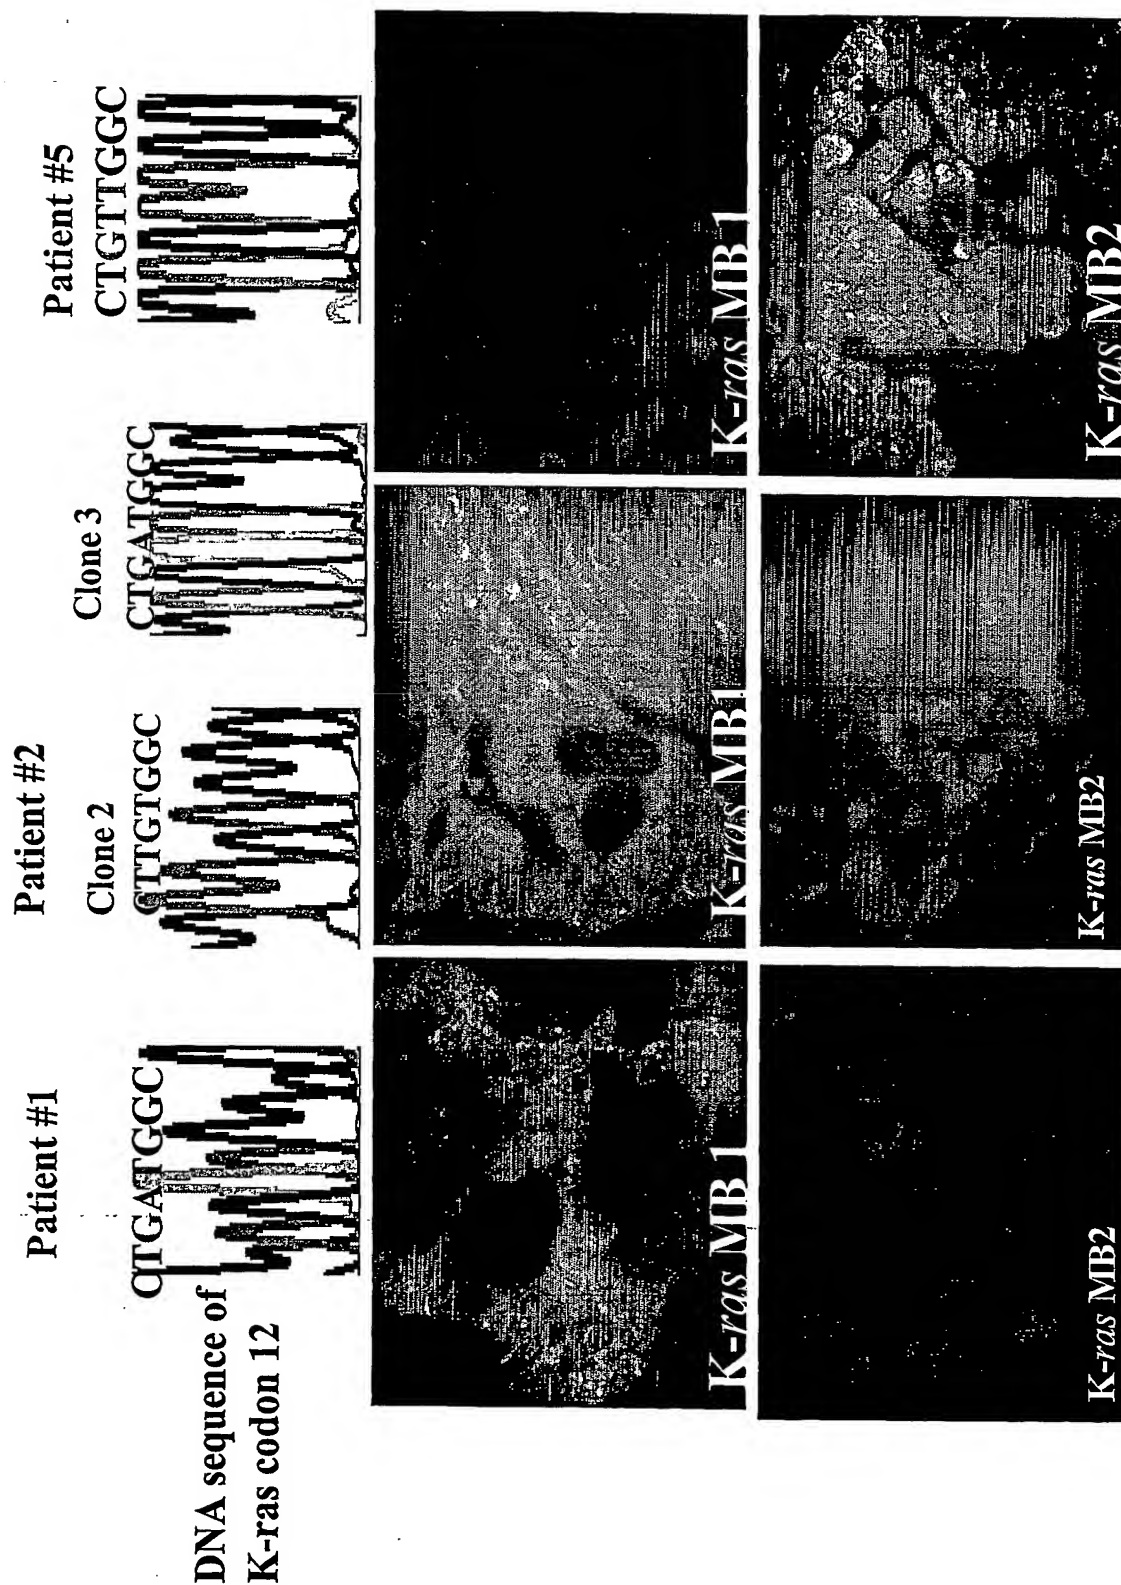 Patient #1
Patient #2
Patient #5
Clone 2
Clone 3
DNA sequence of
K-ras codon 12
CTGATGGC
CTTGTGGC
CTGATGGC
CTGTTGGC
K-ras MB 1
K-ras MB1
K-ras MB 1
K-ras MB2
K-ras MB2
K-ras MB2